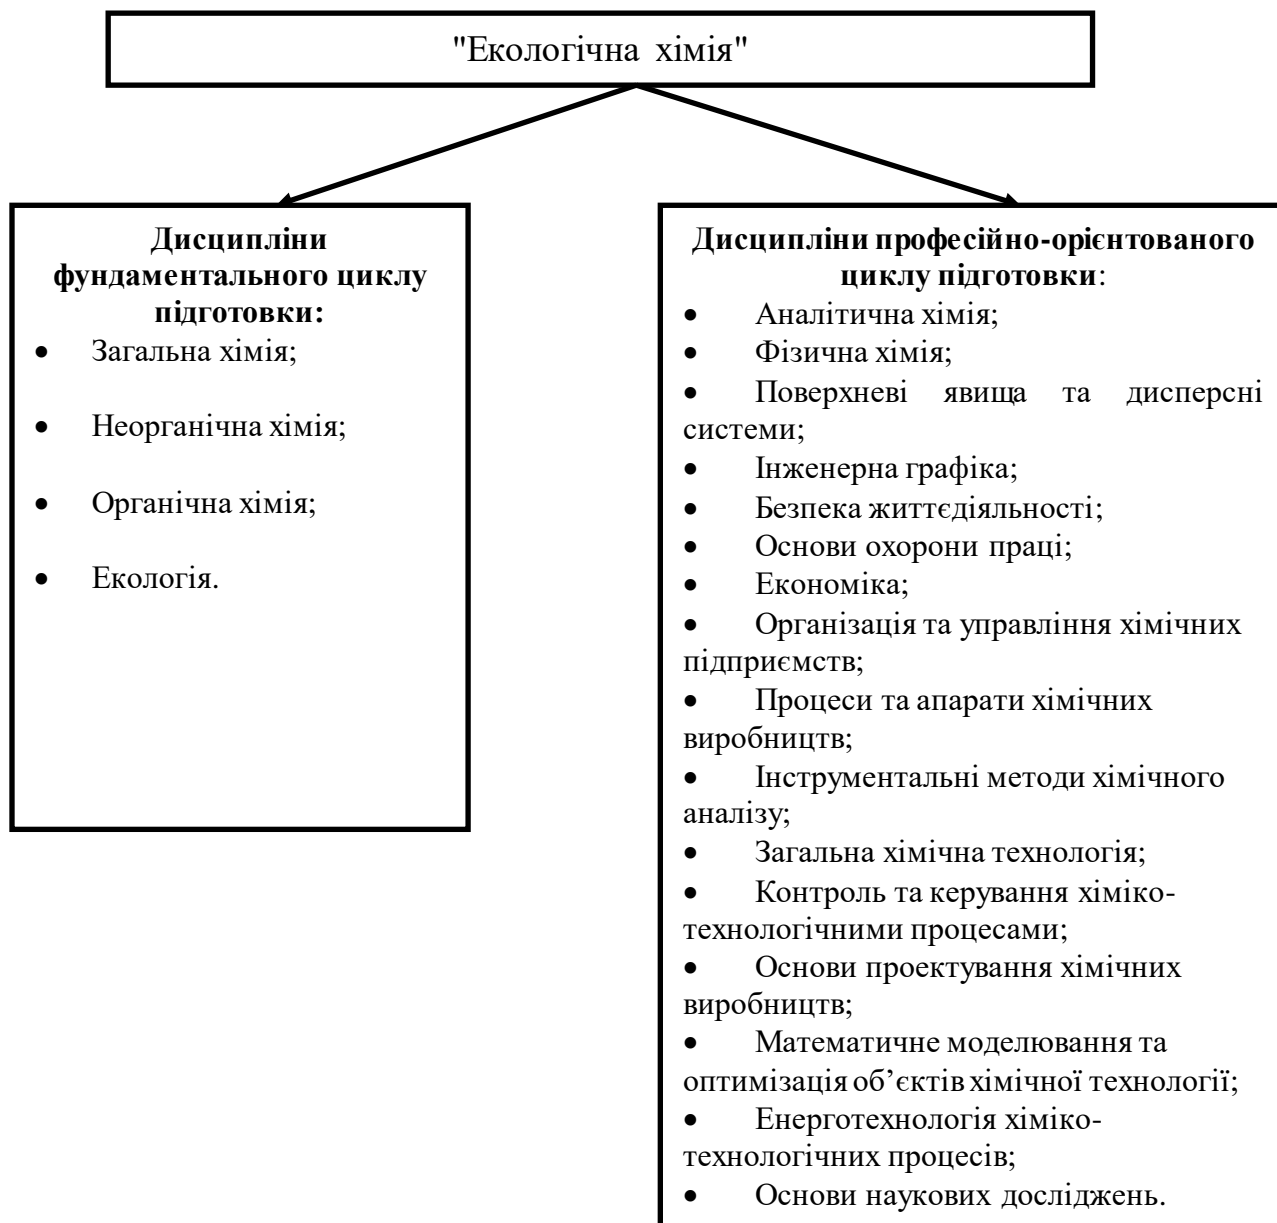 "Екологічна хімія"
Дисципліни
фундаментального циклу
підготовки:
• Загальна хімія;
• Неорганічна хімія;
• Органічна хімія;
• Екологія.
Дисципліни професійно-орієнтованого
циклу підготовки:
• Аналітична хімія;
• Фізична хімія;
• Поверхневі явища та дисперсні
системи;
• Інженерна графіка;
• Безпека життєдіяльності;
• Основи охорони праці;
• Економіка;
• Організація та управління хімічних
підприємств;
• Процеси та апарати хімічних
виробництв;
• Інструментальні методи хімічного
аналізу;
• Загальна хімічна технологія;
• Контроль та керування хіміко-
технологічними процесами;
• Основи проектування хімічних
виробництв;
• Математичне моделювання та
оптимізація об’єктів хімічної технології;
• Енерготехнологія хіміко-
технологічних процесів;
• Основи наукових досліджень.